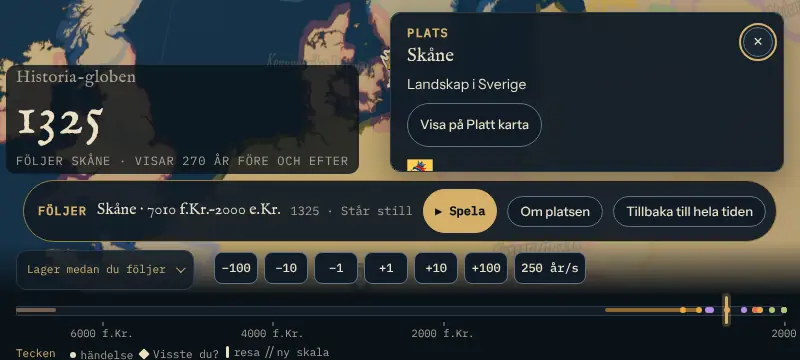 PLATS
Skåne
Landskap i Sverige
Visa på Platt karta
Historia-globen
1325
FÖLJER SKÅNE · VISAR 270 ÅR FÖRE OCH EFTER
FÖLJER Skåne · 7010 f.Kr.–2000 e.Kr. 1325 · Står still ▶ Spela Om platsen Tillbaka till hela tiden
Lager medan du följer −100 −10 −1 +1 +10 +100 250 år/s
6000 f.Kr. 4000 f.Kr. 2000 f.Kr. 2000
Tecken händelse Visste du? resa // ny skala